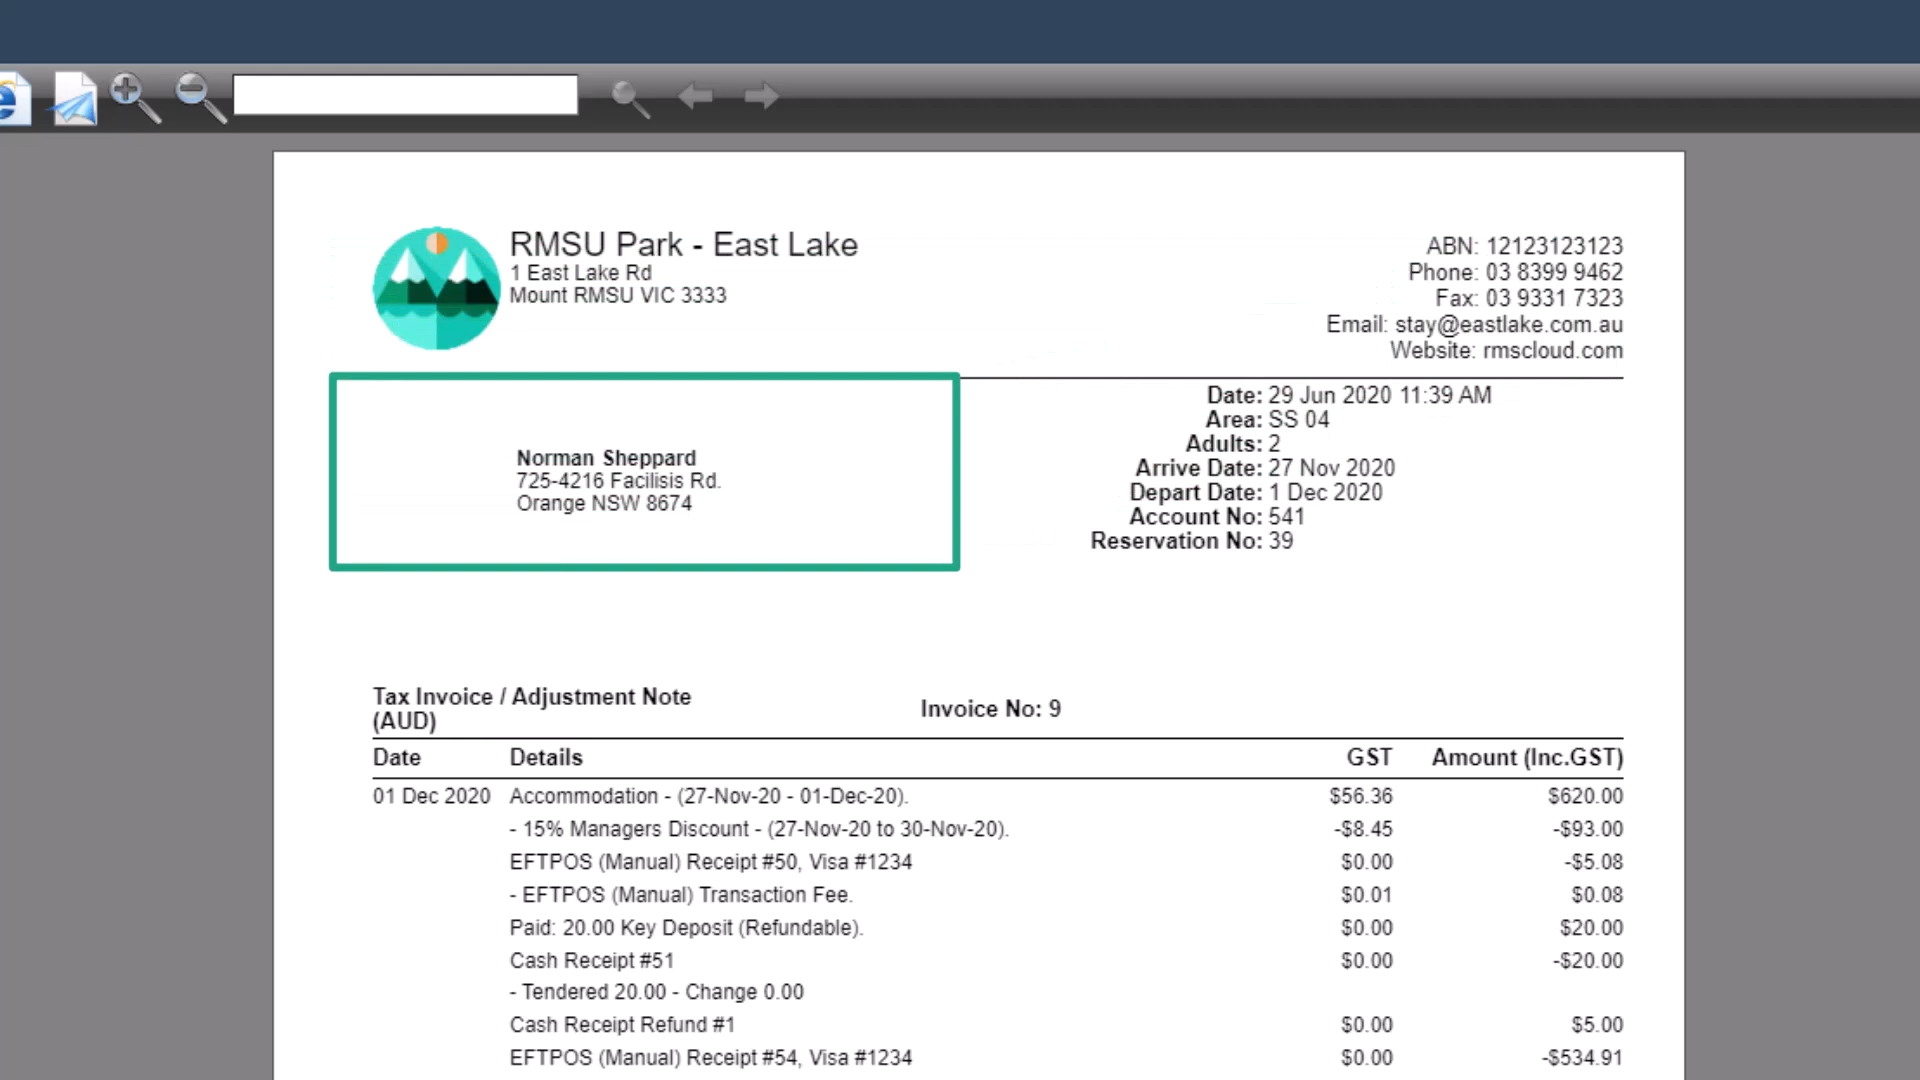 RMSU Park - East Lake
1 East Lake Rd
Mount RMSU VIC 3333
ABN: 12123123123
Phone: 03 8399 9462
Fax: 03 9331 7323
Email: stay@eastlake.com.au
Website: rmscloud.com
Norman Sheppard
725-4216 Facilisis Rd.
Orange NSW 8674
Date: 29 Jun 2020 11:39 AM
Area: SS 04
Adults: 2
Arrive Date: 27 Nov 2020
Depart Date: 1 Dec 2020
Account No: 541
Reservation No: 39
Tax Invoice / Adjustment Note
(AUD)
Invoice No: 9
Date Details GST Amount (Inc.GST)
01 Dec 2020 Accommodation - (27-Nov-20 - 01-Dec-20). $56.36 $620.00
- 15% Managers Discount - (27-Nov-20 to 30-Nov-20). -$8.45 -$93.00
EFTPOS (Manual) Receipt #50, Visa #1234 $0.00 -$5.08
- EFTPOS (Manual) Transaction Fee. $0.01 $0.08
Paid: 20.00 Key Deposit (Refundable). $0.00 $20.00
Cash Receipt #51 $0.00 -$20.00
- Tendered 20.00 - Change 0.00
Cash Receipt Refund #1 $0.00 $5.00
EFTPOS (Manual) Receipt #54, Visa #1234 $0.00 -$534.91